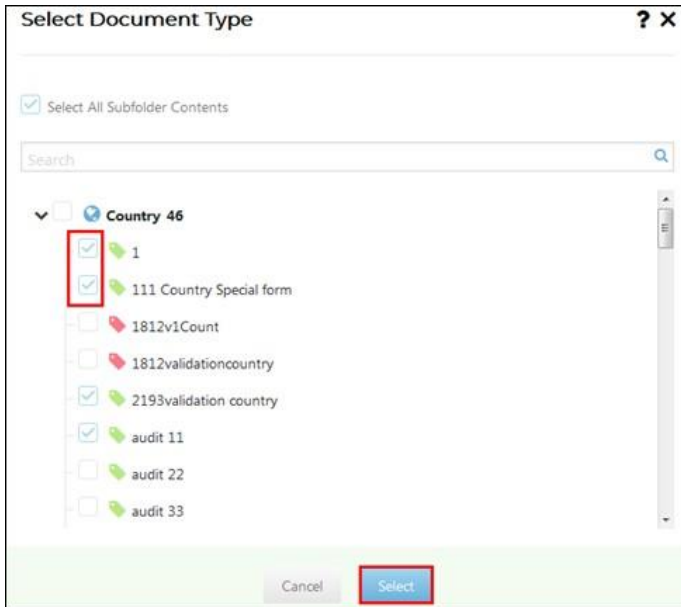 Select Document Type ? X
Select All Subfolder Contents
Search
Country 46
1
111 Country Special form
1812v1Count
1812validationcountry
2193validation country
audit 11
audit 22
audit 33
Cancel Select